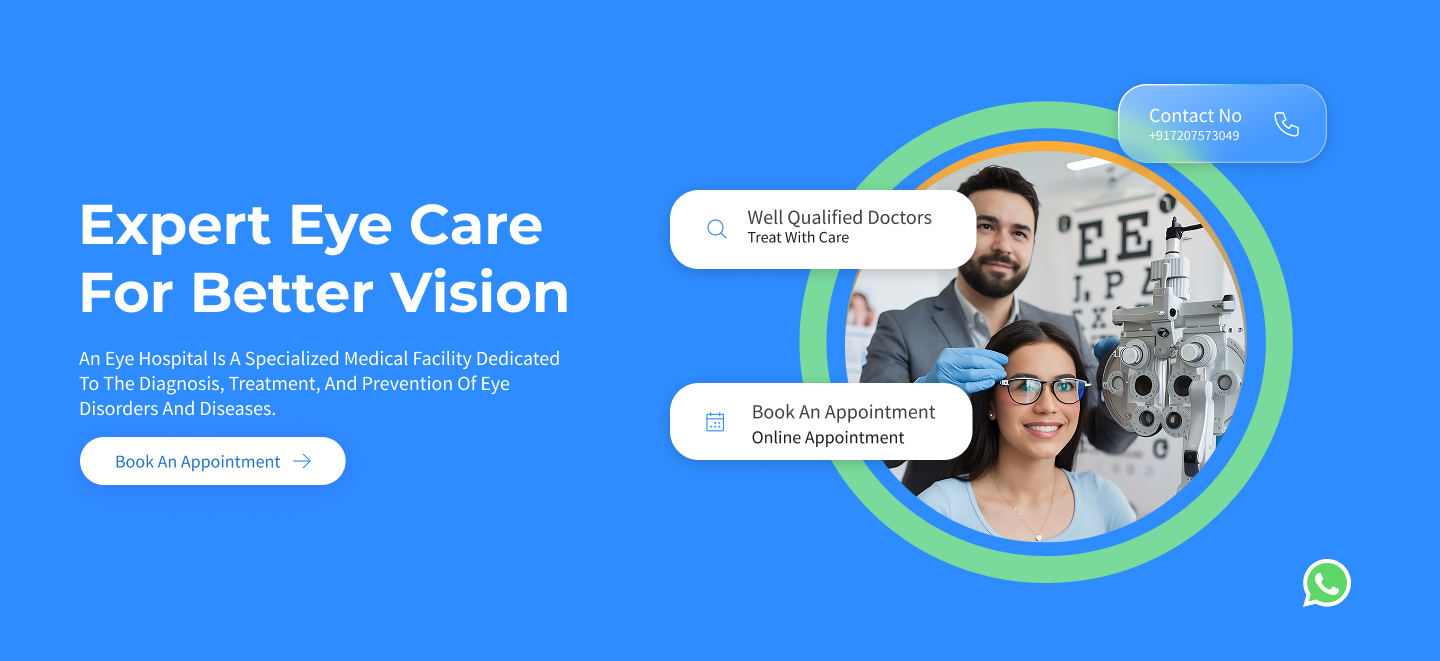 Expert Eye Care
For Better Vision
An Eye Hospital Is A Specialized Medical Facility Dedicated
To The Diagnosis, Treatment, And Prevention Of Eye
Disorders And Diseases.
Book An Appointment
Contact No
+917207573049
Well Qualified Doctors
Treat With Care
Book An Appointment
Online Appointment
EE